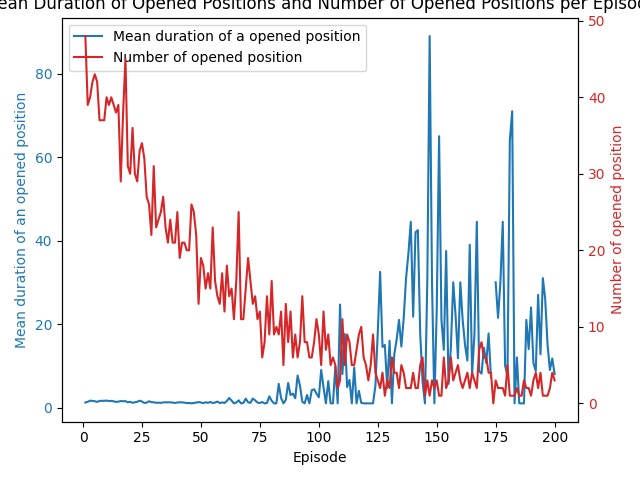 ean Duration of Opened Positions and Number of Opened Positions per Episo
Mean duration of a opened position
Number of opened position
Mean duration of an opened position
80
60
40
20
0
50
40
30
20
10
0
Number of opened position
0 25 50 75 100 125 150 175 200
Episode